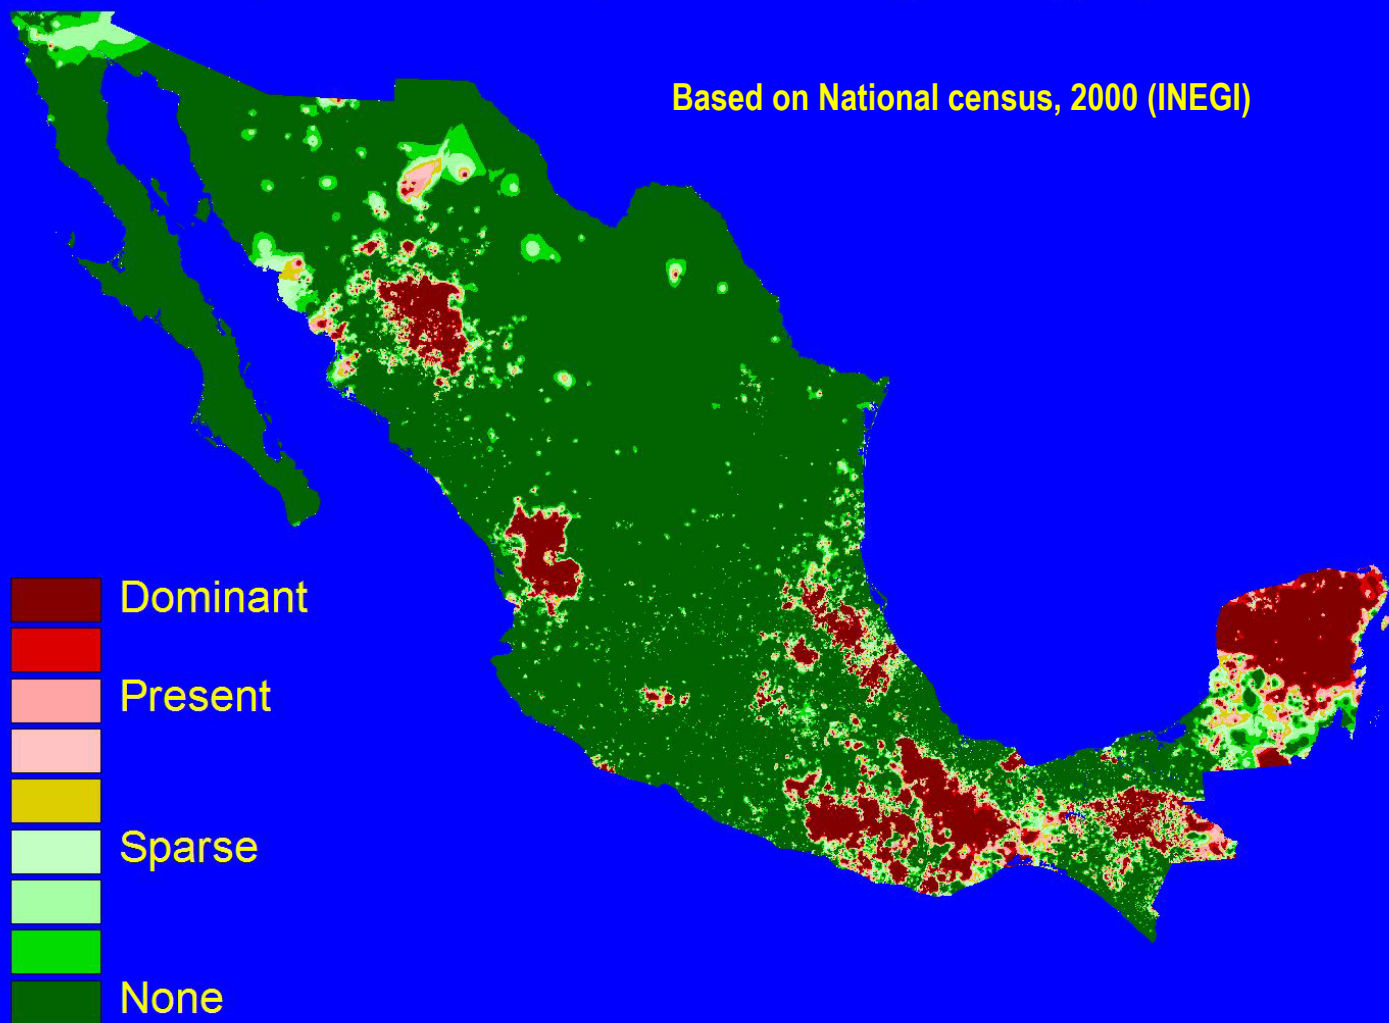 Based on National census, 2000 (INEGI)
Dominant
Present
Sparse
None